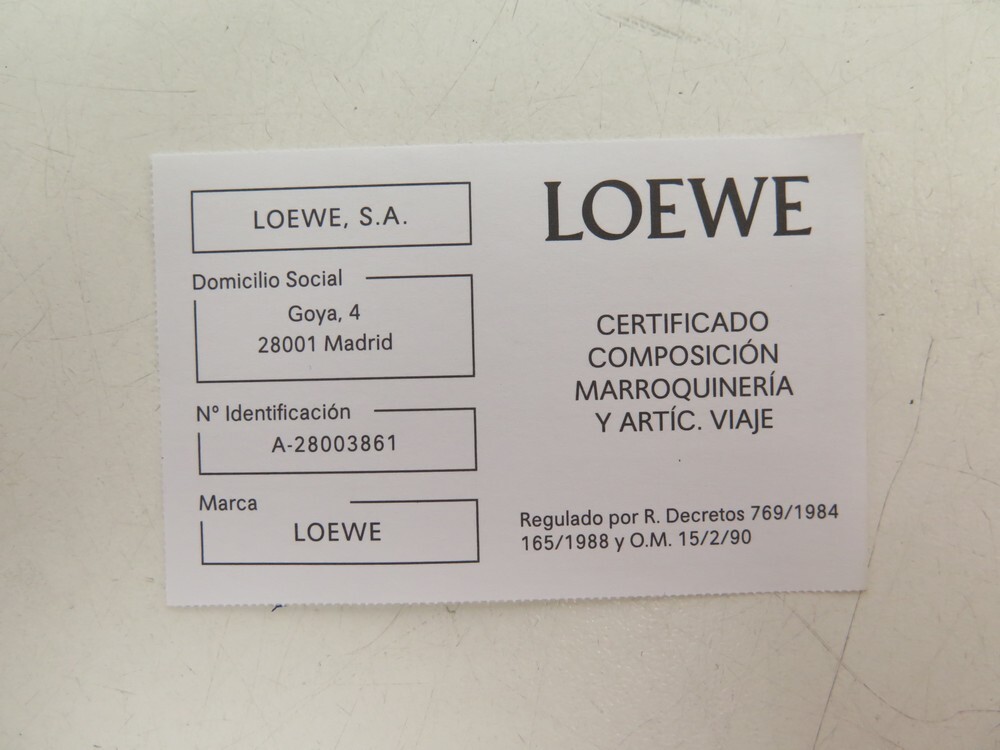 LOEWE, S.A.
Domicilio Social
Goya, 4
28001 Madrid
Nº Identificación
A-28003861
Marca
LOEWE
LOEWE
CERTIFICADO
COMPOSICIÓN
MARROQUINERÍA
Y ARTÍC. VIAJE
Regulado por R. Decretos 769/1984
165/1988 y O.M. 15/2/90